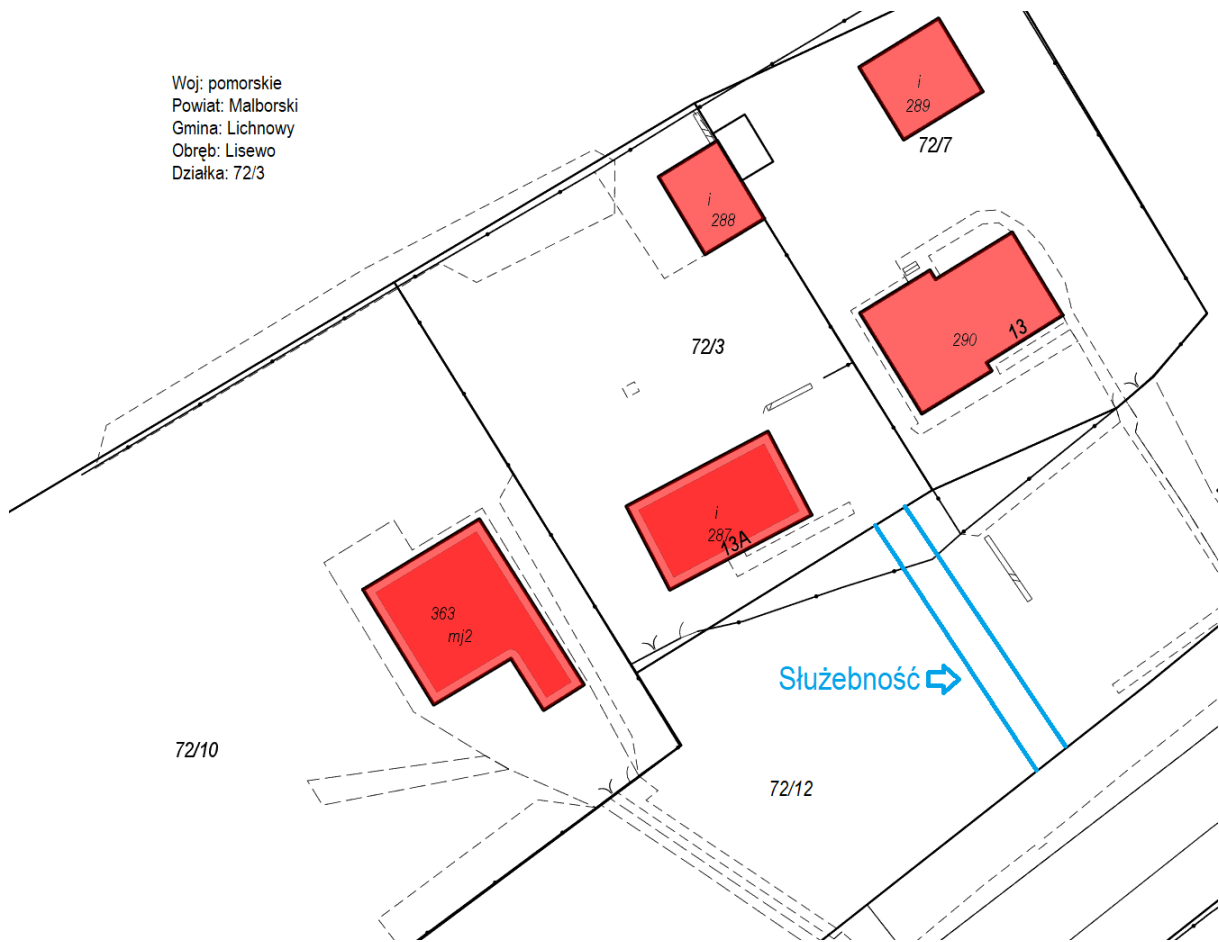 Woj: pomorskie
Powiat: Malborski
Gmina: Lichnowy
Obręb: Lisewo
Działka: 72/3
i
289
72/7
i
288
72/3
290
13
i
287
13A
363
mj2
Służebność
72/10
72/12